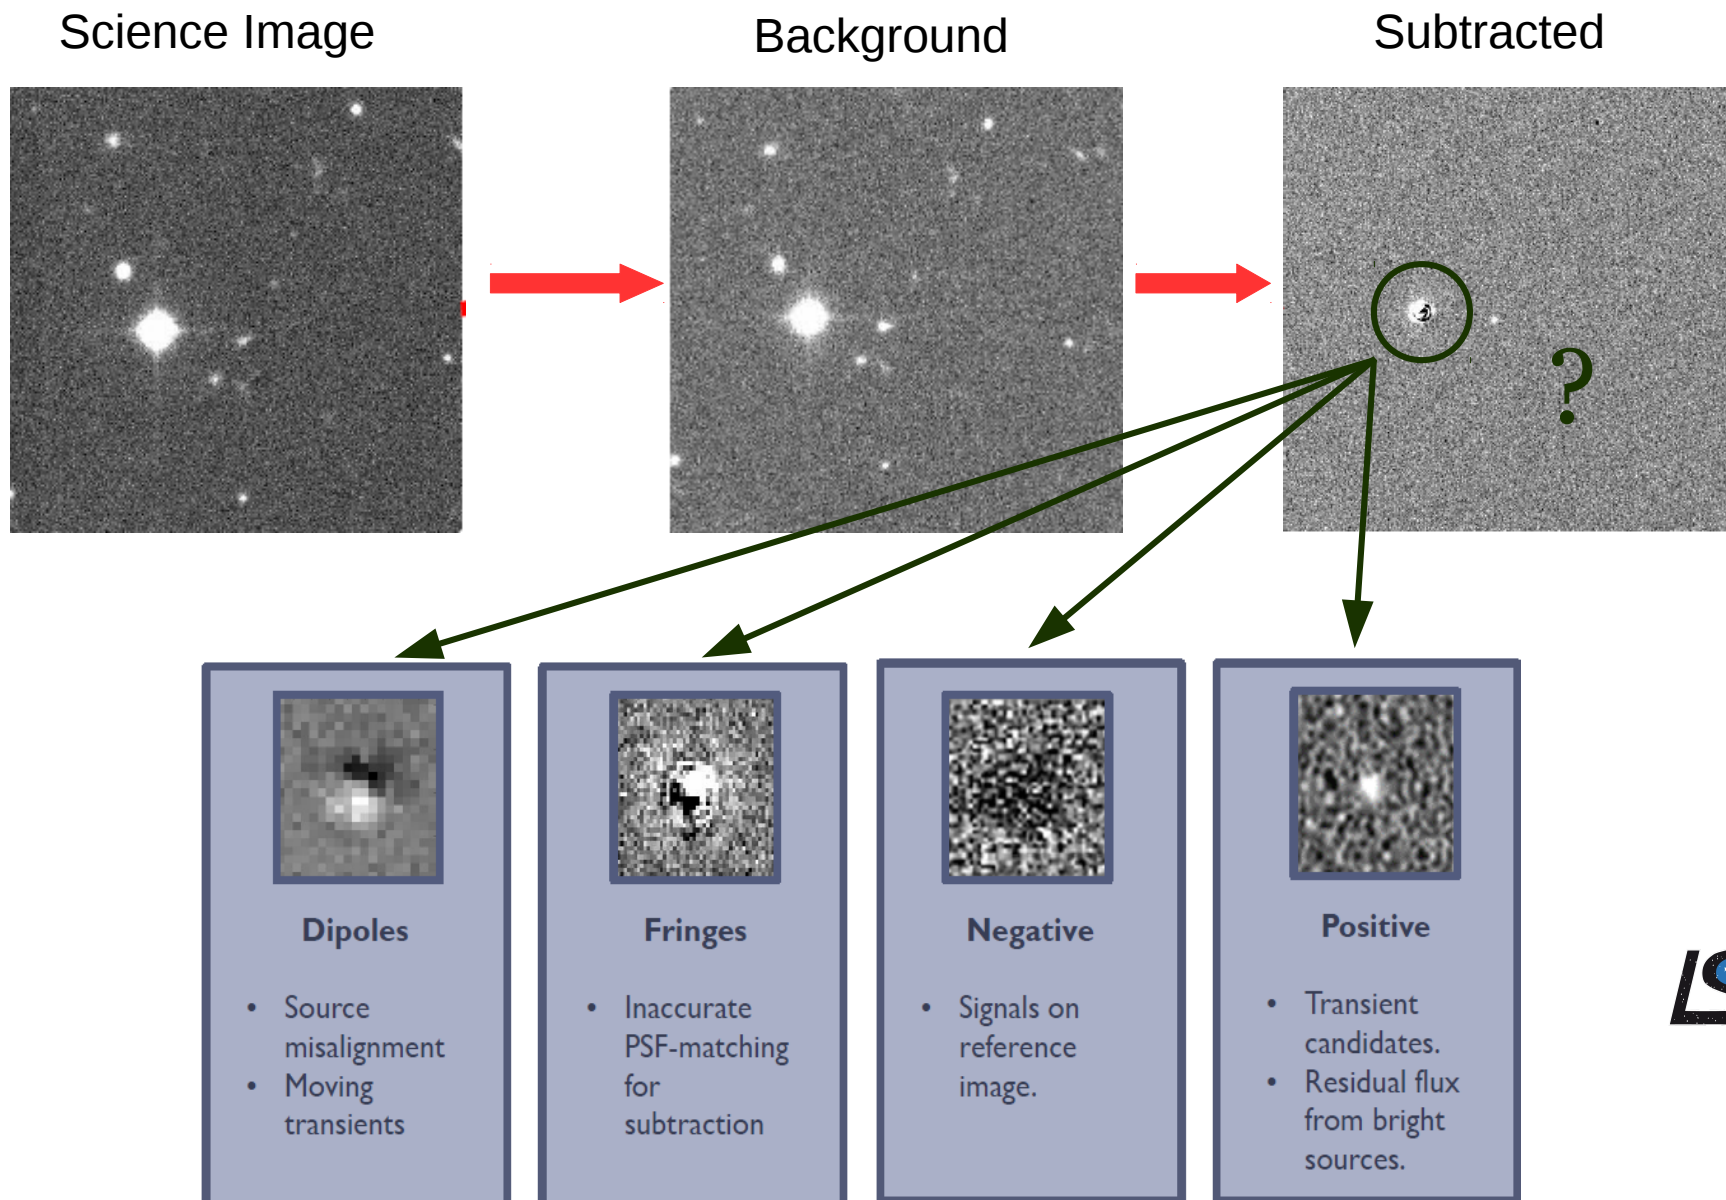 Science Image
Background
Subtracted
?
Dipoles
• Source
misalignment
• Moving
transients
Fringes
• Inaccurate
PSF-matching
for
subtraction
Negative
• Signals on
reference
image.
Positive
• Transient
candidates.
• Residual flux
from bright
sources.